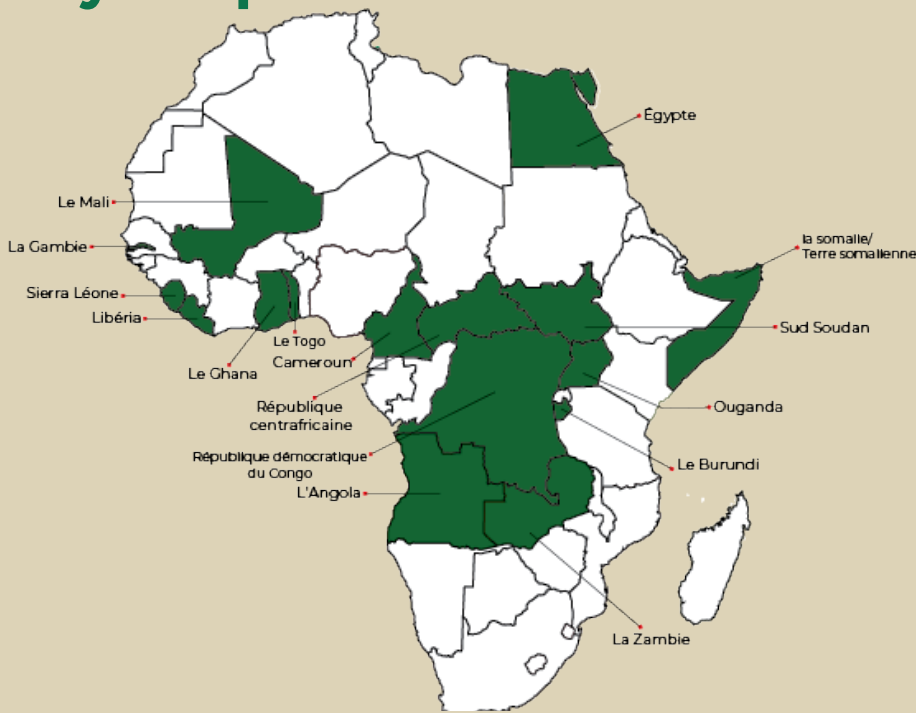 Égypte
Le Mali
La Gambie
la somalie/
Terre somalienne
Sierra Léone
Libéria
Sud Soudan
Le Togo
Cameroun
Le Ghana
République
centrafricaine
Ouganda
République démocratique
du Congo
Le Burundi
L'Angola
La Zambie